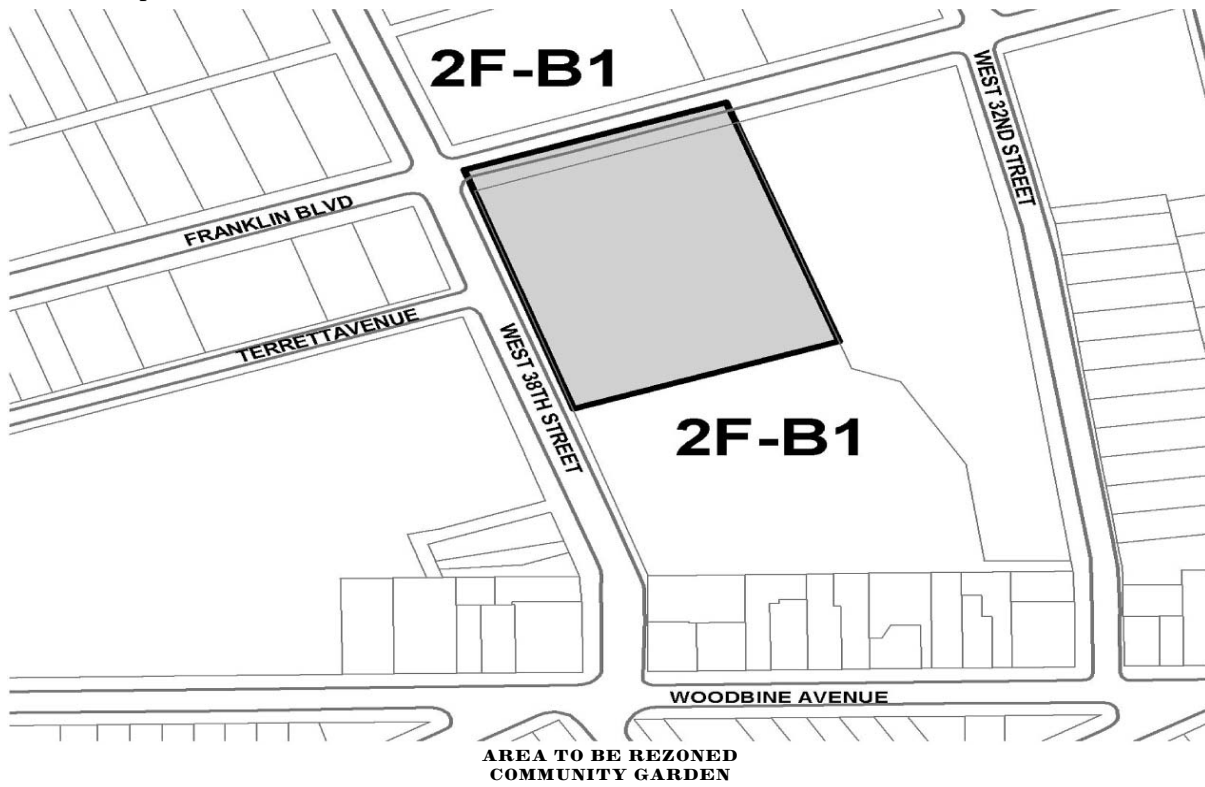 2F-B1
WEST 32ND STREET
FRANKLIN BLVD
TERRETTAVENUE
WEST 38TH STREET
2F-B1
WOODBINE AVENUE
AREA TO BE REZONED
COMMUNITY GARDEN